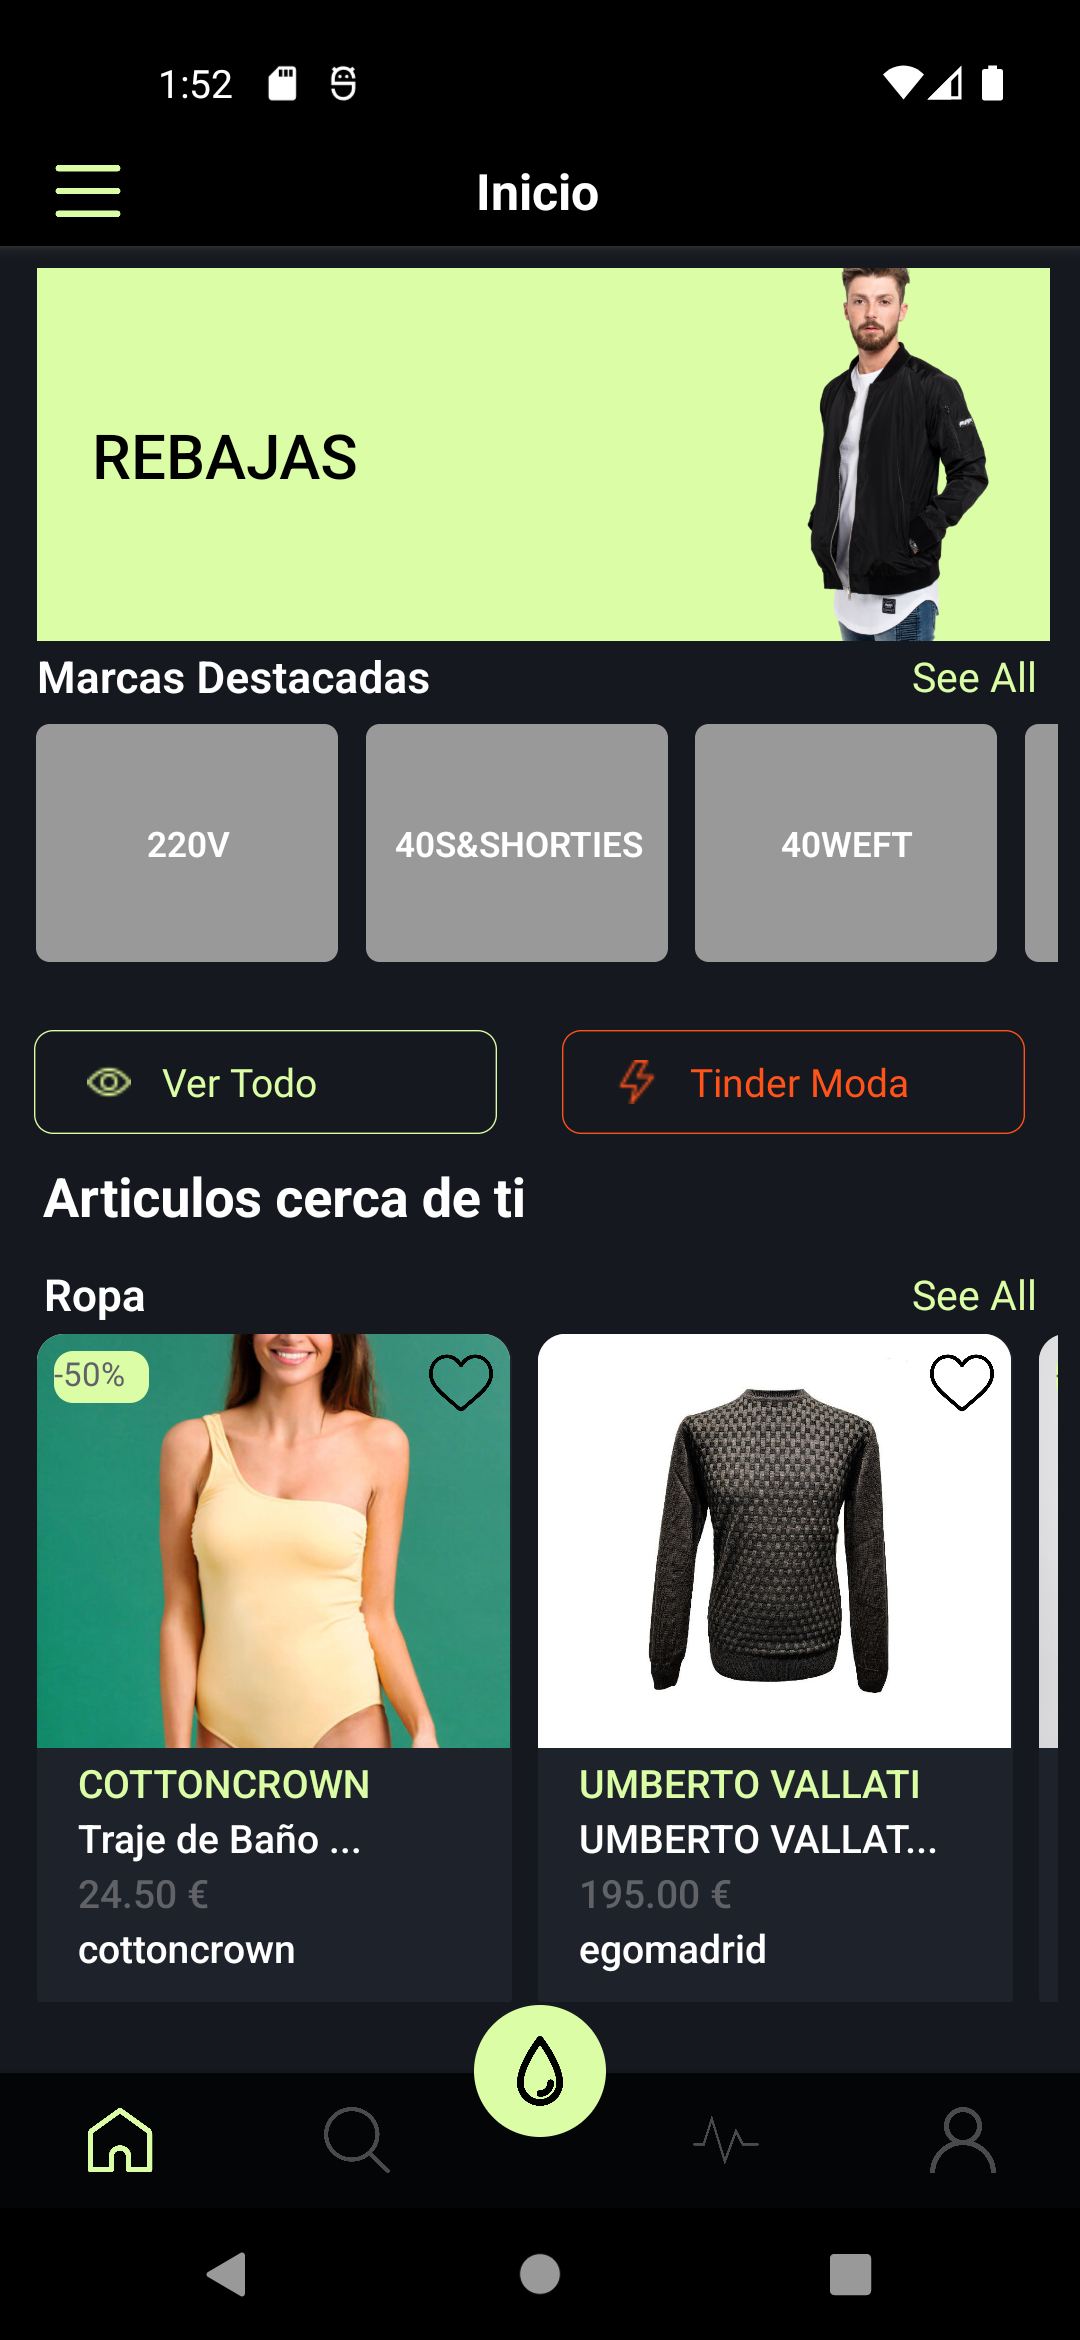 1:52
Inicio
REBAJAS
Marcas Destacadas
See All
220V
40S&SHORTIES
40WEFT
Ver Todo
Tinder Moda
Articulos cerca de ti
Ropa
See All
-50%
COTTONCROWN
Traje de Baño ...
24.50 €
cottoncrown
UMBERTO VALLATI
UMBERTO VALLAT...
195.00 €
egomadrid